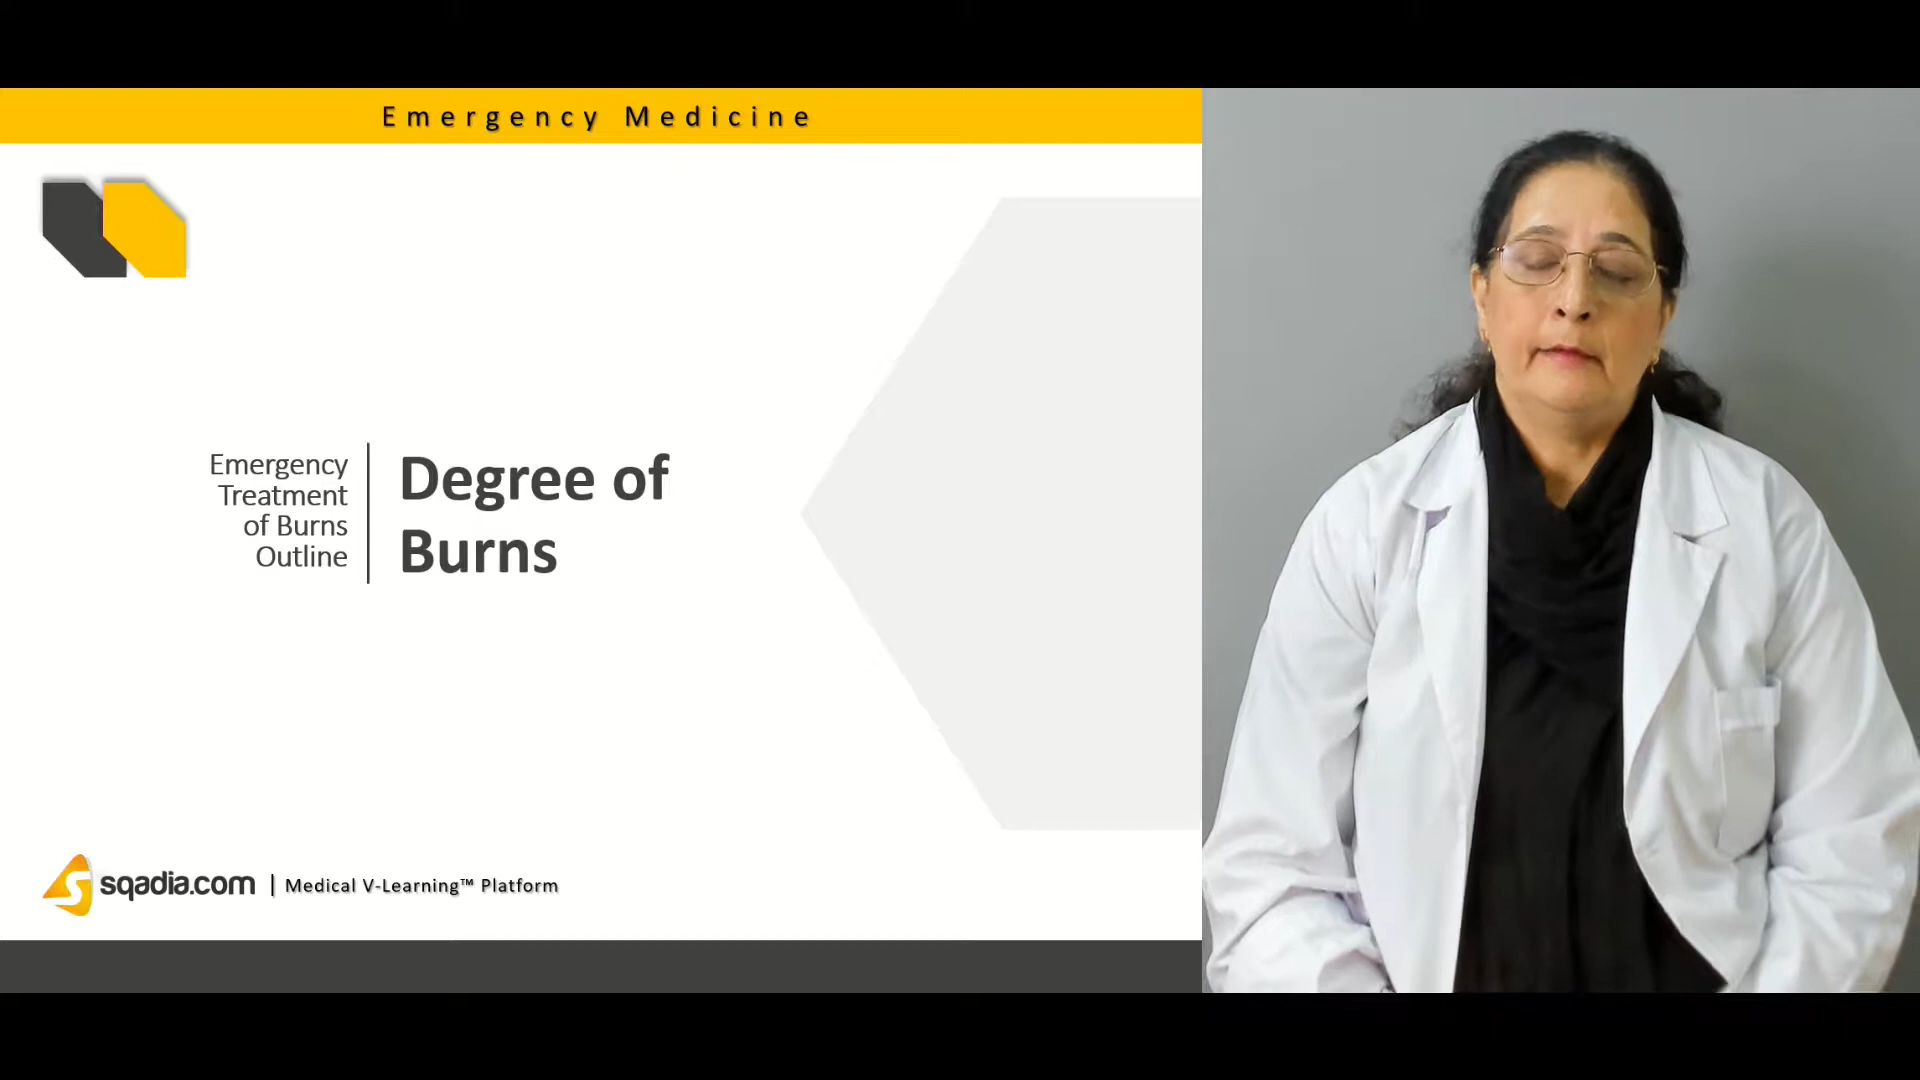 Emergency Medicine
Emergency
Treatment
of Burns
Outline
Degree of
Burns
sqadia.com | Medical V-Learning™ Platform